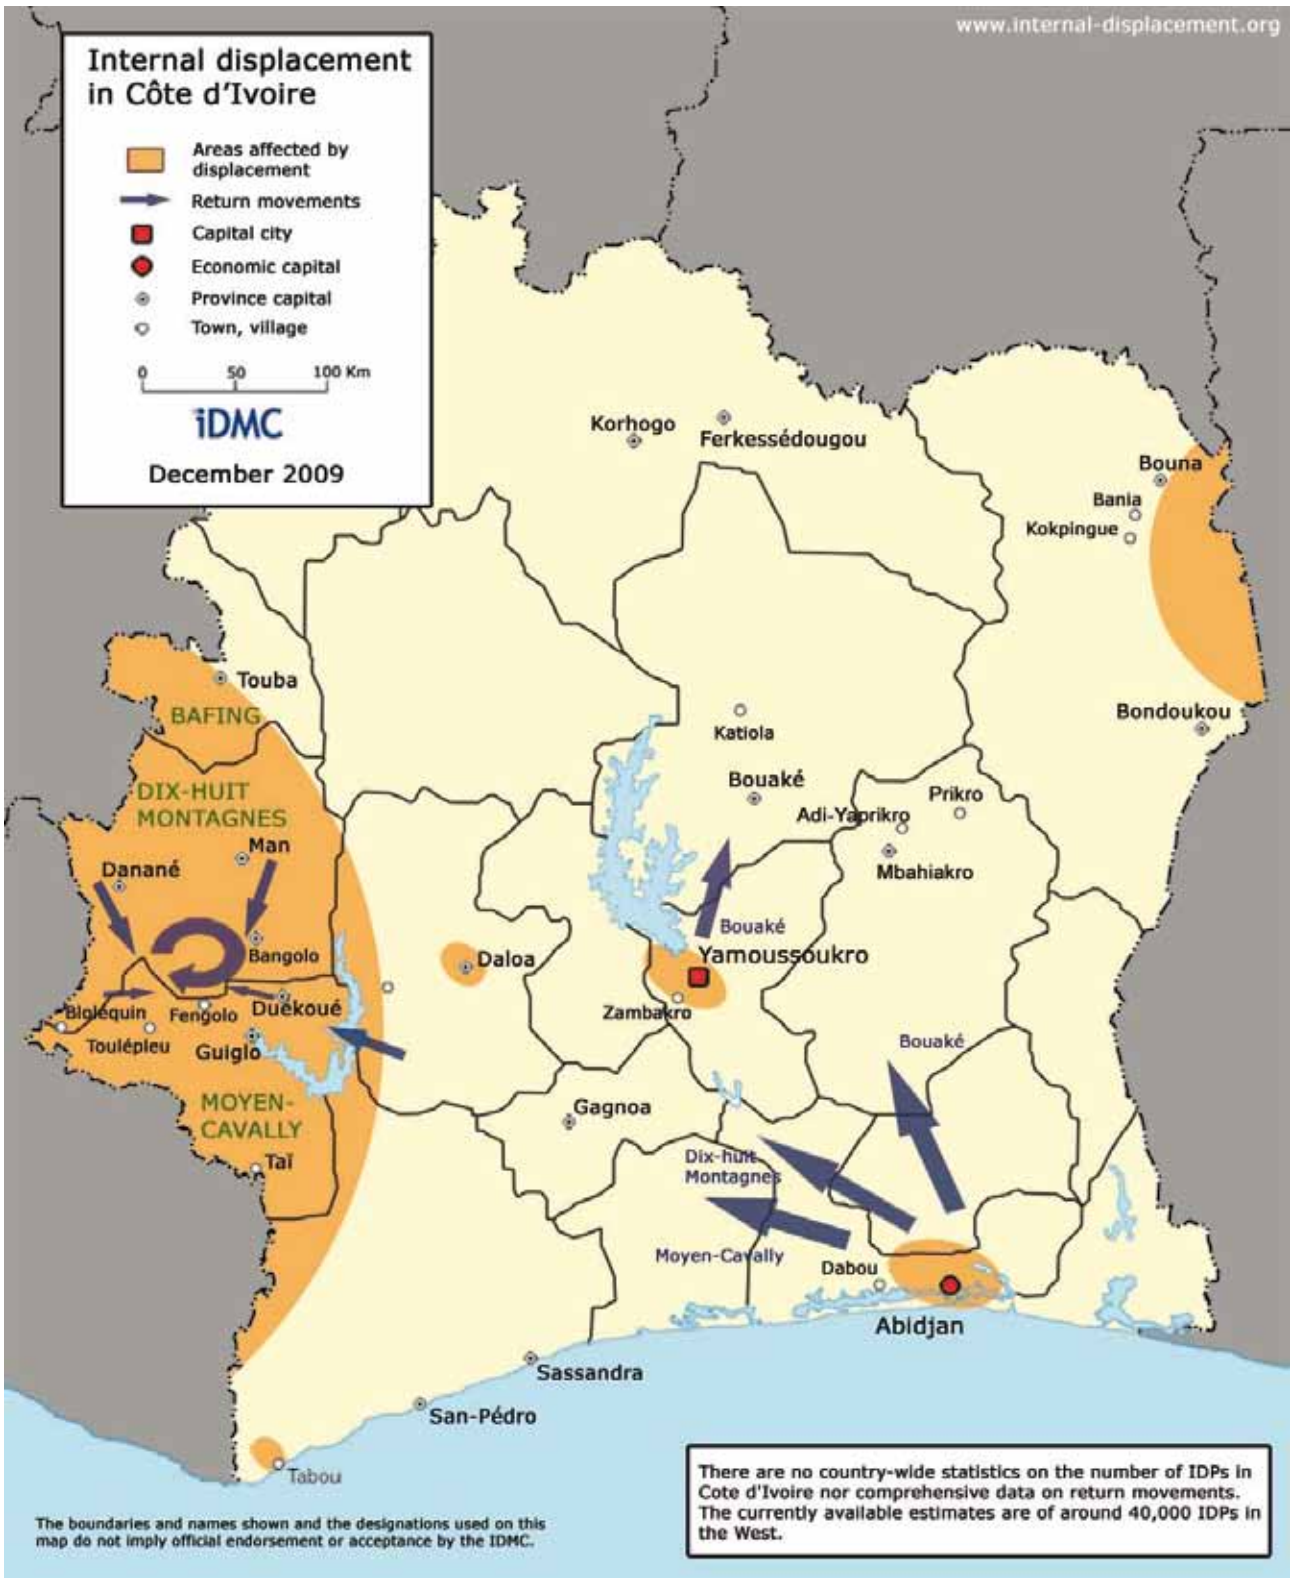 www.internal-displacement.org
Internal displacement
in Côte d'Ivoire
Areas affected by
displacement
Return movements
Capital city
Economic capital
Province capital
Town, village
0 50 100 Km
iDMC
December 2009
Korhogo
Ferkessédougou
Bouna
Bania
Kokpingue
Touba
BAFING
Bondoukou
Katiola
DIX-HUIT
MONTAGNES
Bouaké
Prikro
Adi-Yaprikro
Man
Danané
Mbahiakro
Bouaké
Bangolo
Daloa
Yamoussoukro
Bloléquin
Fengolo
Duékoué
Zambakro
Toulépleu
Guiglo
Bouaké
MOYEN-
CAVALLY
Gagnoa
Taï
Dix-huit
Montagnes
Moyen-Cavally
Dabou
Abidjan
Sassandra
San-Pédro
Tabou
There are no country-wide statistics on the number of IDPs in
Cote d'Ivoire nor comprehensive data on return movements.
The currently available estimates are of around 40,000 IDPs in
the West.
The boundaries and names shown and the designations used on this
map do not imply official endorsement or acceptance by the IDMC.